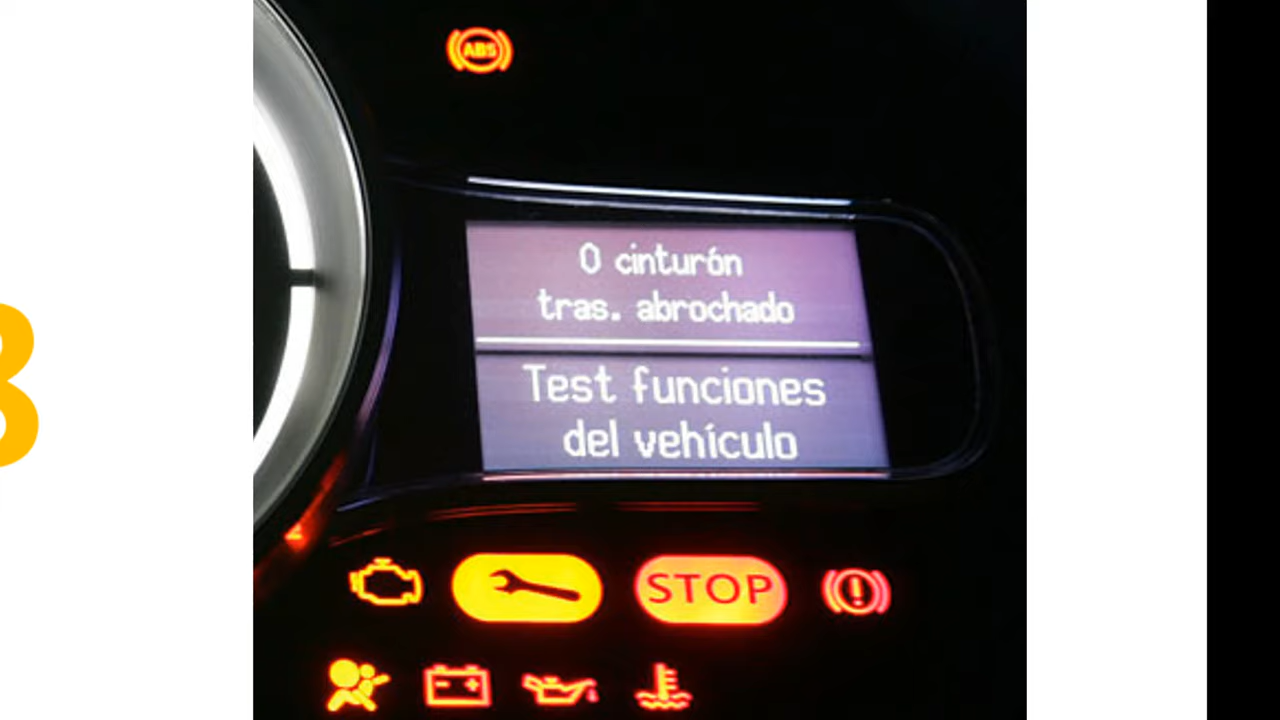 ABS
0 cinturón
tras. abrochado
Test funciones
del vehículo
STOP